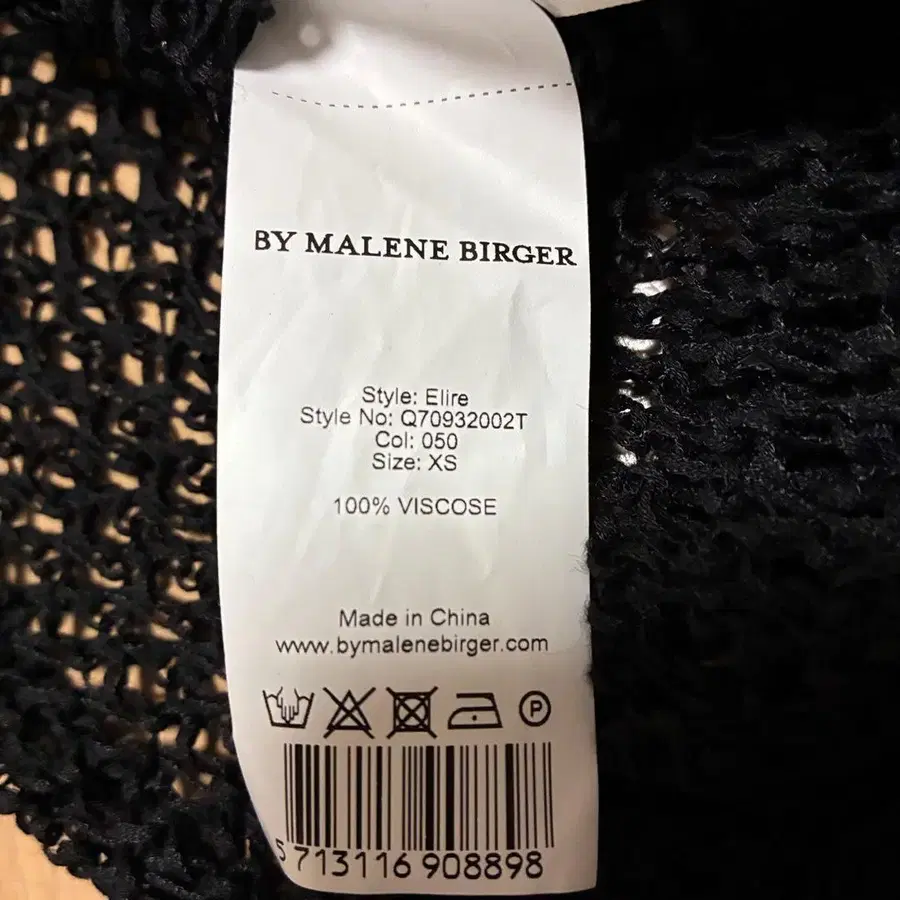 BY MALENE BIRGER
Style: Elire
Style No: Q70932002T
Col: 050
Size: XS
100% VISCOSE
Made in China
www.bymalenebirger.com
P
5 713116 908898